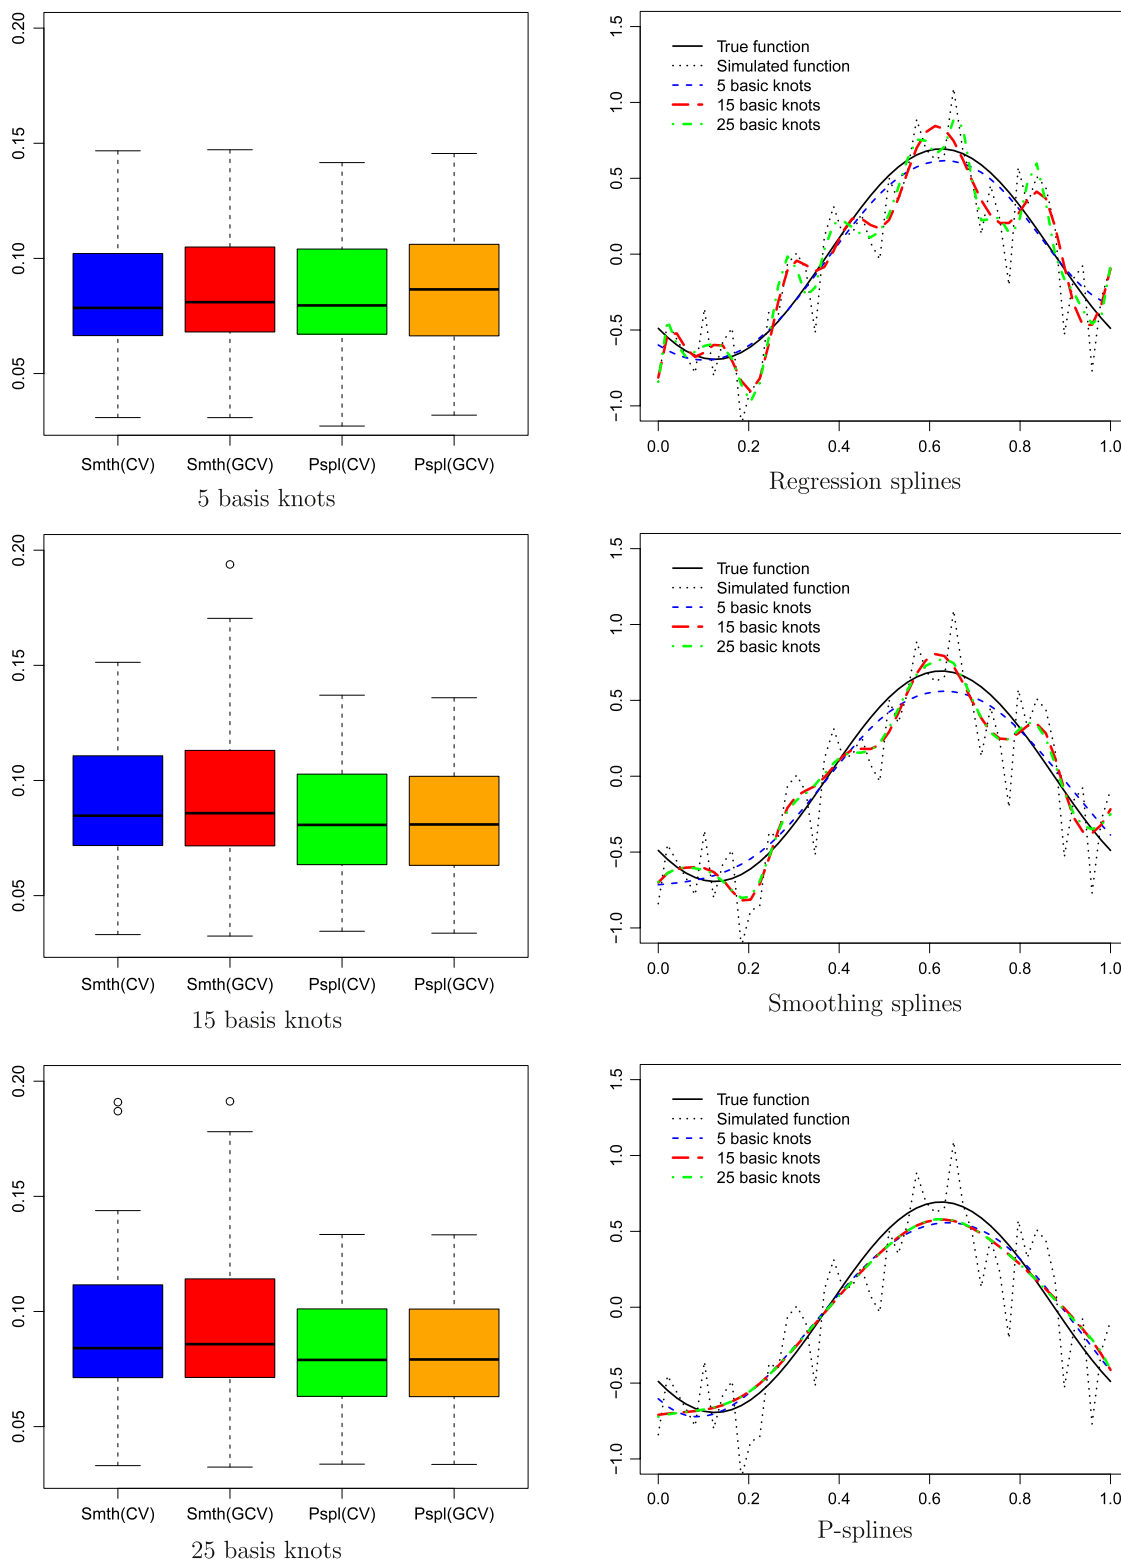 0.20
0.15
0.10
0.05
Smth(CV) Smth(GCV) Pspl(CV) Pspl(GCV)
5 basis knots
1.5
1.0
0.5
0.0
−0.5
−1.0
True function
Simulated function
5 basic knots
15 basic knots
25 basic knots
0.0 0.2 0.4 0.6 0.8 1.0
Regression splines
0.20
0.15
0.10
0.05
Smth(CV) Smth(GCV) Pspl(CV) Pspl(GCV)
15 basis knots
1.5
1.0
0.5
0.0
−0.5
−1.0
True function
Simulated function
5 basic knots
15 basic knots
25 basic knots
0.0 0.2 0.4 0.6 0.8 1.0
Smoothing splines
0.20
0.15
0.10
0.05
Smth(CV) Smth(GCV) Pspl(CV) Pspl(GCV)
25 basis knots
1.5
1.0
0.5
0.0
−0.5
−1.0
True function
Simulated function
5 basic knots
15 basic knots
25 basic knots
0.0 0.2 0.4 0.6 0.8 1.0
P-splines